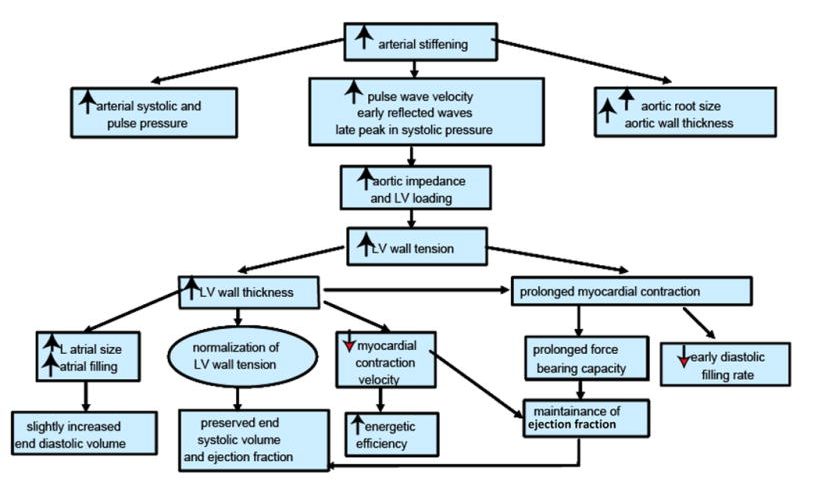 arterial stiffening
arterial systolic and
pulse pressure
pulse wave velocity
early reflected waves
late peak in systolic pressure
aortic root size
aortic wall thickness
aortic impedance
and LV loading
LV wall tension
LV wall thickness
prolonged myocardial contraction
L atrial size
atrial filling
normalization of
LV wall tension
myocardial
contraction
velocity
prolonged force
bearing capacity
early diastolic
filling rate
slightly increased
end diastolic volume
preserved end
systolic volume
and ejection fraction
energetic
efficiency
maintainance of
ejection fraction